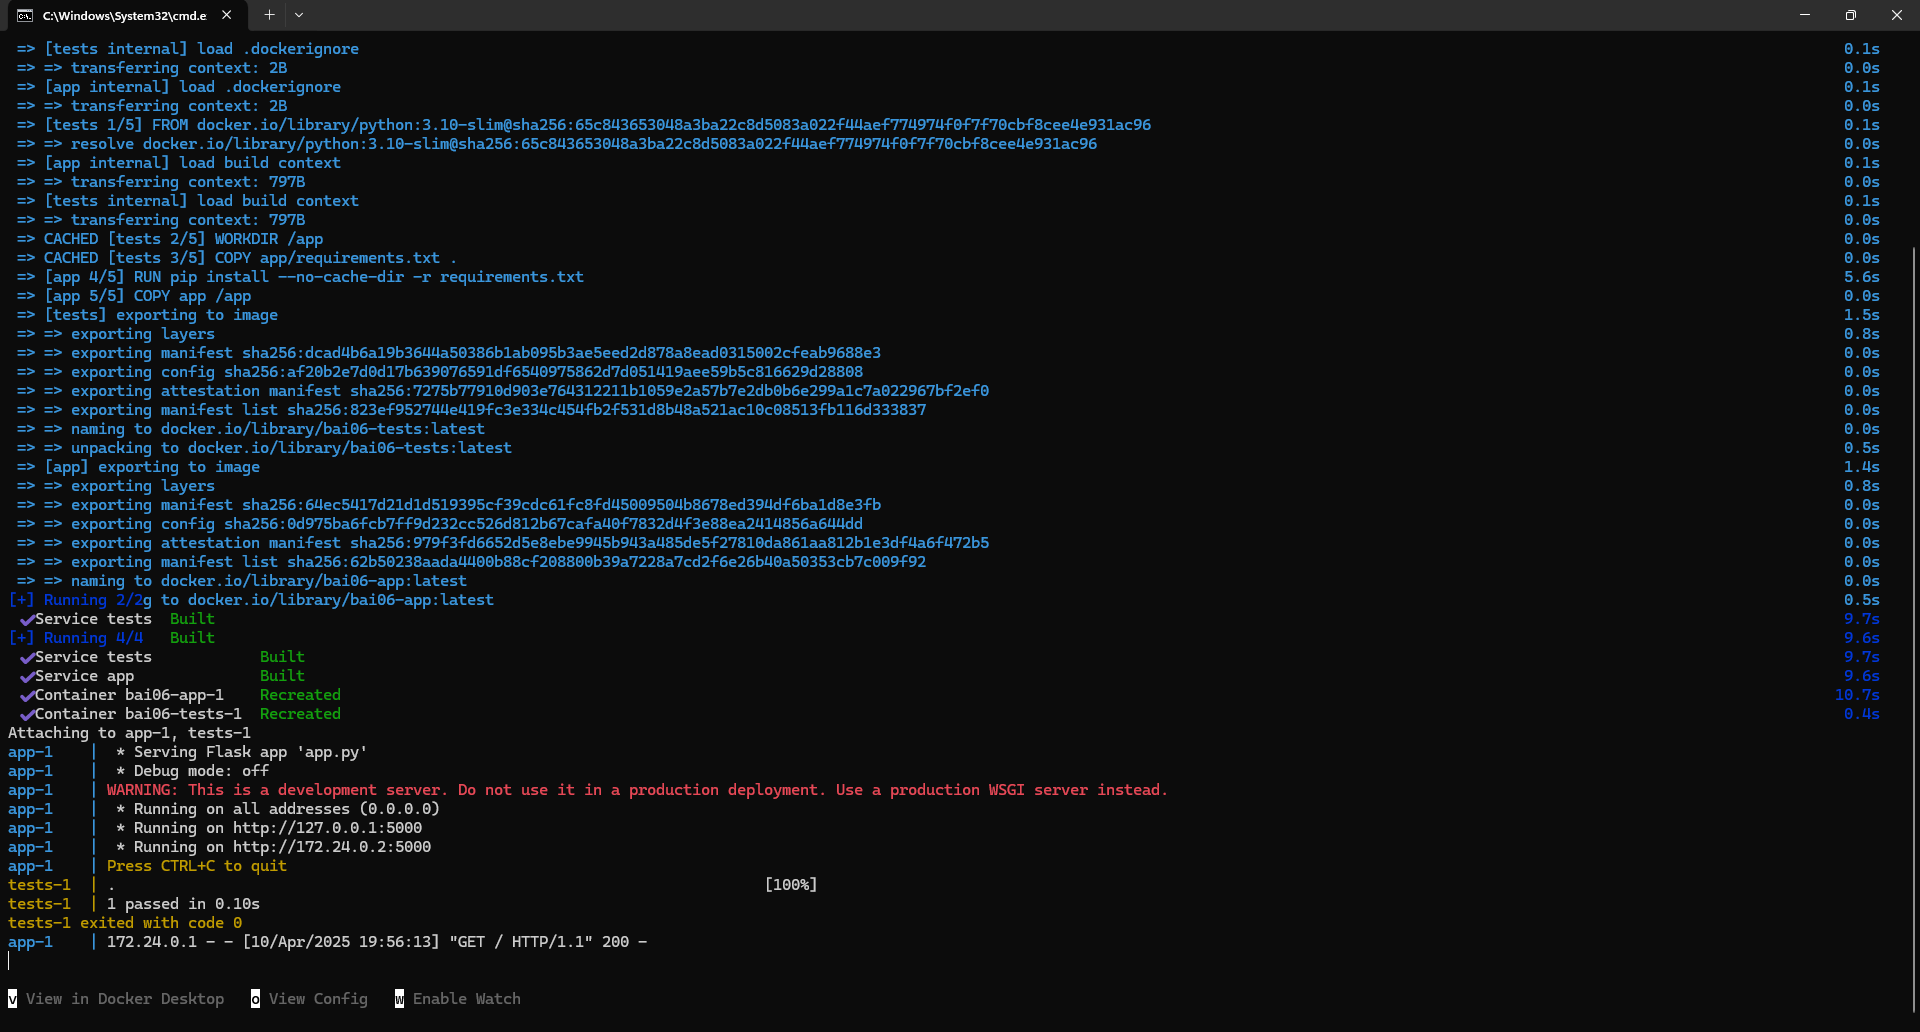 C:\Windows\System32\cmd.e
=> [tests internal] load .dockerignore 0.1s
=> => transferring context: 2B 0.0s
=> [app internal] load .dockerignore 0.1s
=> => transferring context: 2B 0.0s
=> [tests 1/5] FROM docker.io/library/python:3.10-slim@sha256:65c843653048a3ba22c8d5083a022f44aef774974f0f7f70cbf8cee4e931ac96 0.1s
=> => resolve docker.io/library/python:3.10-slim@sha256:65c843653048a3ba22c8d5083a022f44aef774974f0f7f70cbf8cee4e931ac96 0.0s
=> [app internal] load build context 0.1s
=> => transferring context: 797B 0.0s
=> [tests internal] load build context 0.1s
=> => transferring context: 797B 0.0s
=> CACHED [tests 2/5] WORKDIR /app 0.0s
=> CACHED [tests 3/5] COPY app/requirements.txt . 0.0s
=> [app 4/5] RUN pip install --no-cache-dir -r requirements.txt 5.6s
=> [app 5/5] COPY app /app 0.0s
=> [tests] exporting to image 1.5s
=> => exporting layers 0.8s
=> => exporting manifest sha256:dcad4b6a19b3644a50386b1ab095b3ae5eed2d878a8ead0315002cfeab9688e3 0.0s
=> => exporting config sha256:af20b2e7d0d17b639076591df6540975862d7d051419aee59b5c816629d28808 0.0s
=> => exporting attestation manifest sha256:7275b77910d903e764312211b1059e2a57b7e2db0b6e299a1c7a022967bf2ef0 0.0s
=> => exporting manifest list sha256:823ef952744e419fc3e334c454fb2f531d8b48a521ac10c08513fb116d333837 0.0s
=> => naming to docker.io/library/bai06-tests:latest 0.0s
=> => unpacking to docker.io/library/bai06-tests:latest 0.5s
=> [app] exporting to image 1.4s
=> => exporting layers 0.8s
=> => exporting manifest sha256:64ec5417d21d1d519395cf39cdc61fc8fd45009504b8678ed394df6ba1d8e3fb 0.0s
=> => exporting config sha256:0d975ba6fcb7ff9d232cc526d812b67cafa40f7832d4f3e88ea2414856a644dd 0.0s
=> => exporting attestation manifest sha256:979f3fd6652d5e8ebe9945b943a485de5f27810da861aa812b1e3df4a6f472b5 0.0s
=> => exporting manifest list sha256:62b50238aada4400b88cf208800b39a7228a7cd2f6e26b40a50353cb7c009f92 0.0s
=> => naming to docker.io/library/bai06-app:latest 0.0s
[+] Running 2/2g to docker.io/library/bai06-app:latest 0.5s
✔Service tests Built 9.7s
[+] Running 4/4 Built 9.6s
✔Service tests Built 9.7s
✔Service app Built 9.6s
✔Container bai06-app-1 Recreated 10.7s
✔Container bai06-tests-1 Recreated 0.4s
Attaching to app-1, tests-1
app-1 | * Serving Flask app 'app.py'
app-1 | * Debug mode: off
app-1 | WARNING: This is a development server. Do not use it in a production deployment. Use a production WSGI server instead.
app-1 | * Running on all addresses (0.0.0.0)
app-1 | * Running on http://127.0.0.1:5000
app-1 | * Running on http://172.24.0.2:5000
app-1 | Press CTRL+C to quit
tests-1 | . [100%]
tests-1 | 1 passed in 0.10s
tests-1 exited with code 0
app-1 | 172.24.0.1 - - [10/Apr/2025 19:56:13] "GET / HTTP/1.1" 200 -
v View in Docker Desktop o View Config w Enable Watch